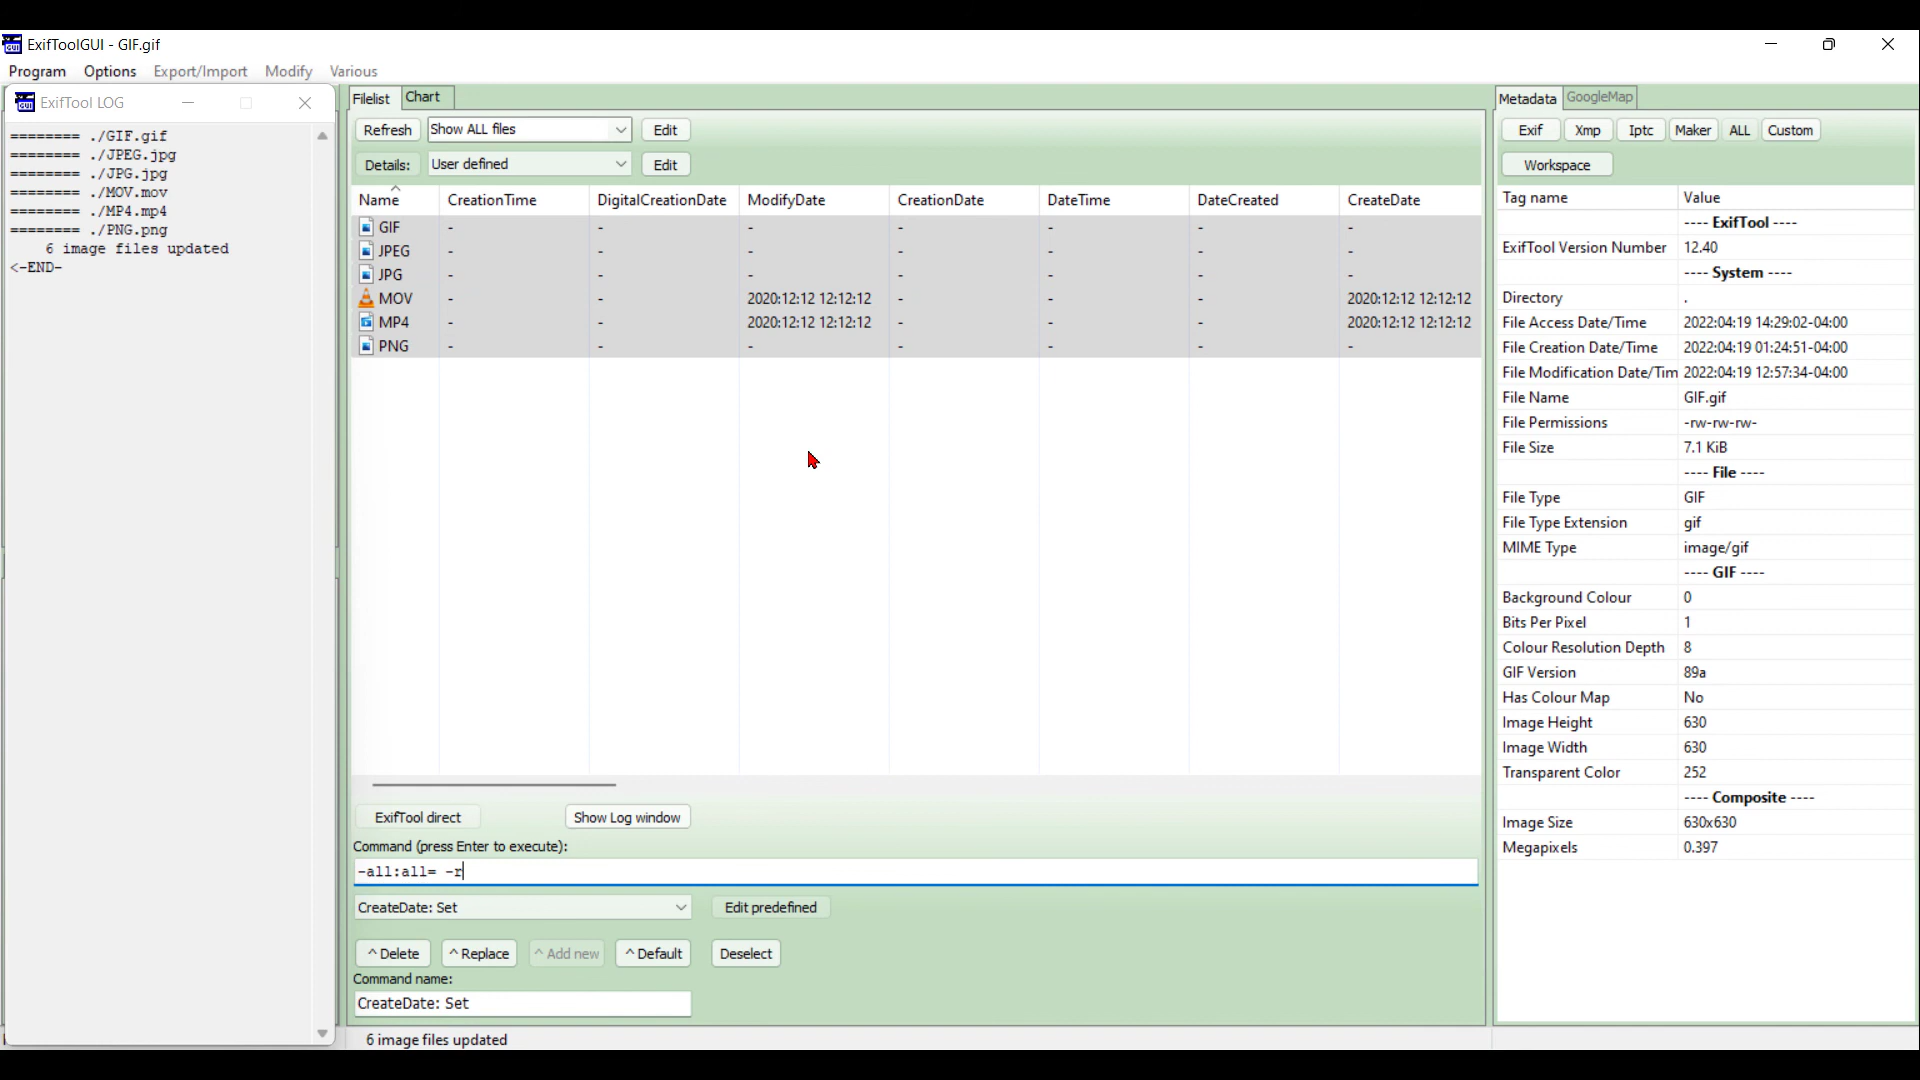 ExifToolGUI - GIF.gif
Program Options Export/Import Modify Various
ExifTool LOG
======== ./GIF.gif
======== ./JPEG.jpg
======== ./JPG.jpg
======== ./MOV.mov
======== ./MP4.mp4
======== ./PNG.png
6 image files updated
<-END-
Filelist Chart
Refresh Show ALL files Edit
Details: User defined Edit
Name CreationTime DigitalCreationDate ModifyDate CreationDate DateTime DateCreated CreateDate
GIF - - - - - - -
JPEG - - - - - - -
JPG - - - - - - -
MOV - - 2020:12:12 12:12:12 - - - 2020:12:12 12:12:12
MP4 - - 2020:12:12 12:12:12 - - - 2020:12:12 12:12:12
PNG - - - - - - -
ExifTool direct Show Log window
Command (press Enter to execute):
-all:all= -r
CreateDate: Set Edit predefined
^ Delete ^ Replace ^ Add new ^ Default Deselect
Command name:
CreateDate: Set
6 image files updated
Metadata GoogleMap
Exif Xmp Iptc Maker ALL Custom
Workspace
Tag name Value
---- ExifTool ----
ExifTool Version Number 12.40
---- System ----
Directory .
File Access Date/Time 2022:04:19 14:29:02-04:00
File Creation Date/Time 2022:04:19 01:24:51-04:00
File Modification Date/Tim 2022:04:19 12:57:34-04:00
File Name GIF.gif
File Permissions -rw-rw-rw-
File Size 7.1 KiB
---- File ----
File Type GIF
File Type Extension gif
MIME Type image/gif
---- GIF ----
Background Colour 0
Bits Per Pixel 1
Colour Resolution Depth 8
GIF Version 89a
Has Colour Map No
Image Height 630
Image Width 630
Transparent Color 252
---- Composite ----
Image Size 630x630
Megapixels 0.397